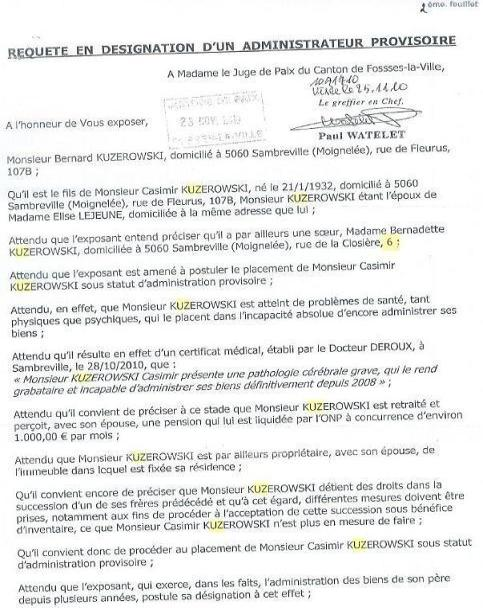 2 ème. feuillet
REQUETE EN DESIGNATION D'UN ADMINISTRATEUR PROVISOIRE
A Madame le Juge de Paix du Canton de Fossses-la-Ville,
10A1710
Visé le 25.11.10
Le greffier en Chef.
JUSTICE DE PAIX
23 NOV. 2010
A l'honneur de Vous exposer,
Paul WATELET
Monsieur Bernard KUZEROWSKI, domicilié à 5060 Sambreville (Moignelée), rue de Fleurus,
107B ;
Qu'il est le fils de Monsieur Casimir KUZEROWSKI, né le 21/1/1932, domicilié à 5060
Sambreville (Moignelée), rue de Fleurus, 107B, Monsieur KUZEROWSKI étant l'époux de
Madame Elise LEJEUNE, domiciliée à la même adresse que lui ;
Attendu que l'exposant entend préciser qu'il a par ailleurs une sœur, Madame Bernadette
KUZEROWSKI, domiciliée à 5060 Sambreville (Moignelée), rue de la Closière, 6 ;
Attendu que l'exposant est amené à postuler le placement de Monsieur Casimir
KUZEROWSKI sous statut d'administration provisoire ;
Attendu, en effet, que Monsieur KUZEROWSKI est atteint de problèmes de santé, tant
physiques que psychiques, qui le placent dans l'incapacité absolue d'encore administrer ses
biens ;
Attendu qu'il résulte en effet d'un certificat médical, établi par le Docteur DEROUX, à
Sambreville, le 28/10/2010, que :
« Monsieur KUZEROWSKI Casimir présente une pathologie cérébrale grave, qui le rend
grabataire et incapable d'administrer ses biens définitivement depuis 2008 » ;
Attendu qu'il convient de préciser à ce stade que Monsieur KUZEROWSKI est retraité et
perçoit, avec son épouse, une pension qui lui est liquidée par l'ONP à concurrence d'environ
1.000,00 € par mois ;
Attendu que Monsieur KUZEROWSKI est par ailleurs propriétaire, avec son épouse, de
l'immeuble dans lequel est fixée sa résidence ;
Qu'il convient encore de préciser que Monsieur KUZEROWSKI détient des droits dans la
succession d'un de ses frères prédécédé et qu'à cet égard, différentes mesures doivent être
prises, notamment aux fins de procéder à l'acceptation de cette succession sous bénéfice
d'inventaire, ce que Monsieur Casimir KUZEROWSKI n'est plus en mesure de faire ;
Qu'il convient donc de procéder au placement de Monsieur Casimir KUZEROWSKI sous statut
d'administration provisoire ;
Attendu que l'exposant, qui exerce, dans les faits, l'administration des biens de son père
depuis plusieurs années, postule sa désignation à cet effet ;